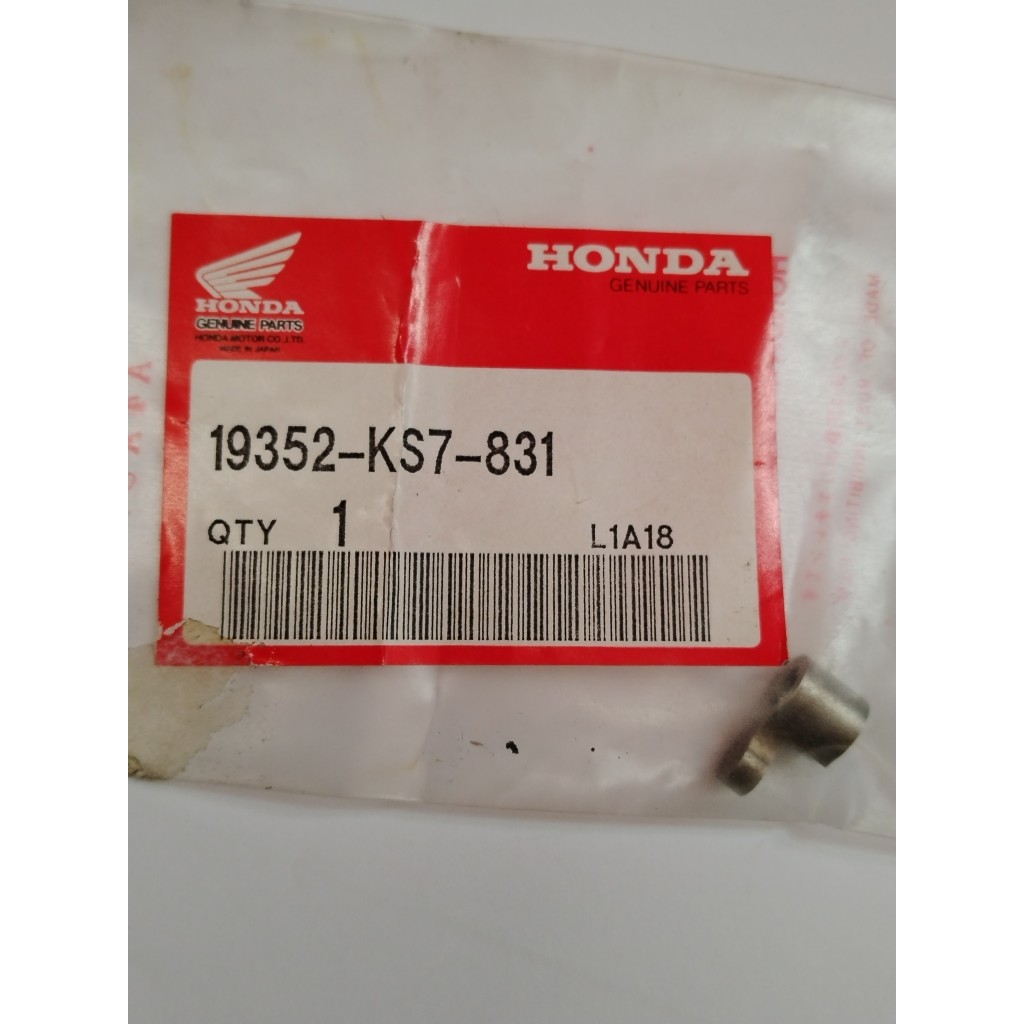 HONDA
GENUINE PARTS
HONDA MOTOR CO.,LTD.
MADE IN JAPAN
HONDA
GENUINE PARTS
19352-KS7-831
QTY 1 L1A18